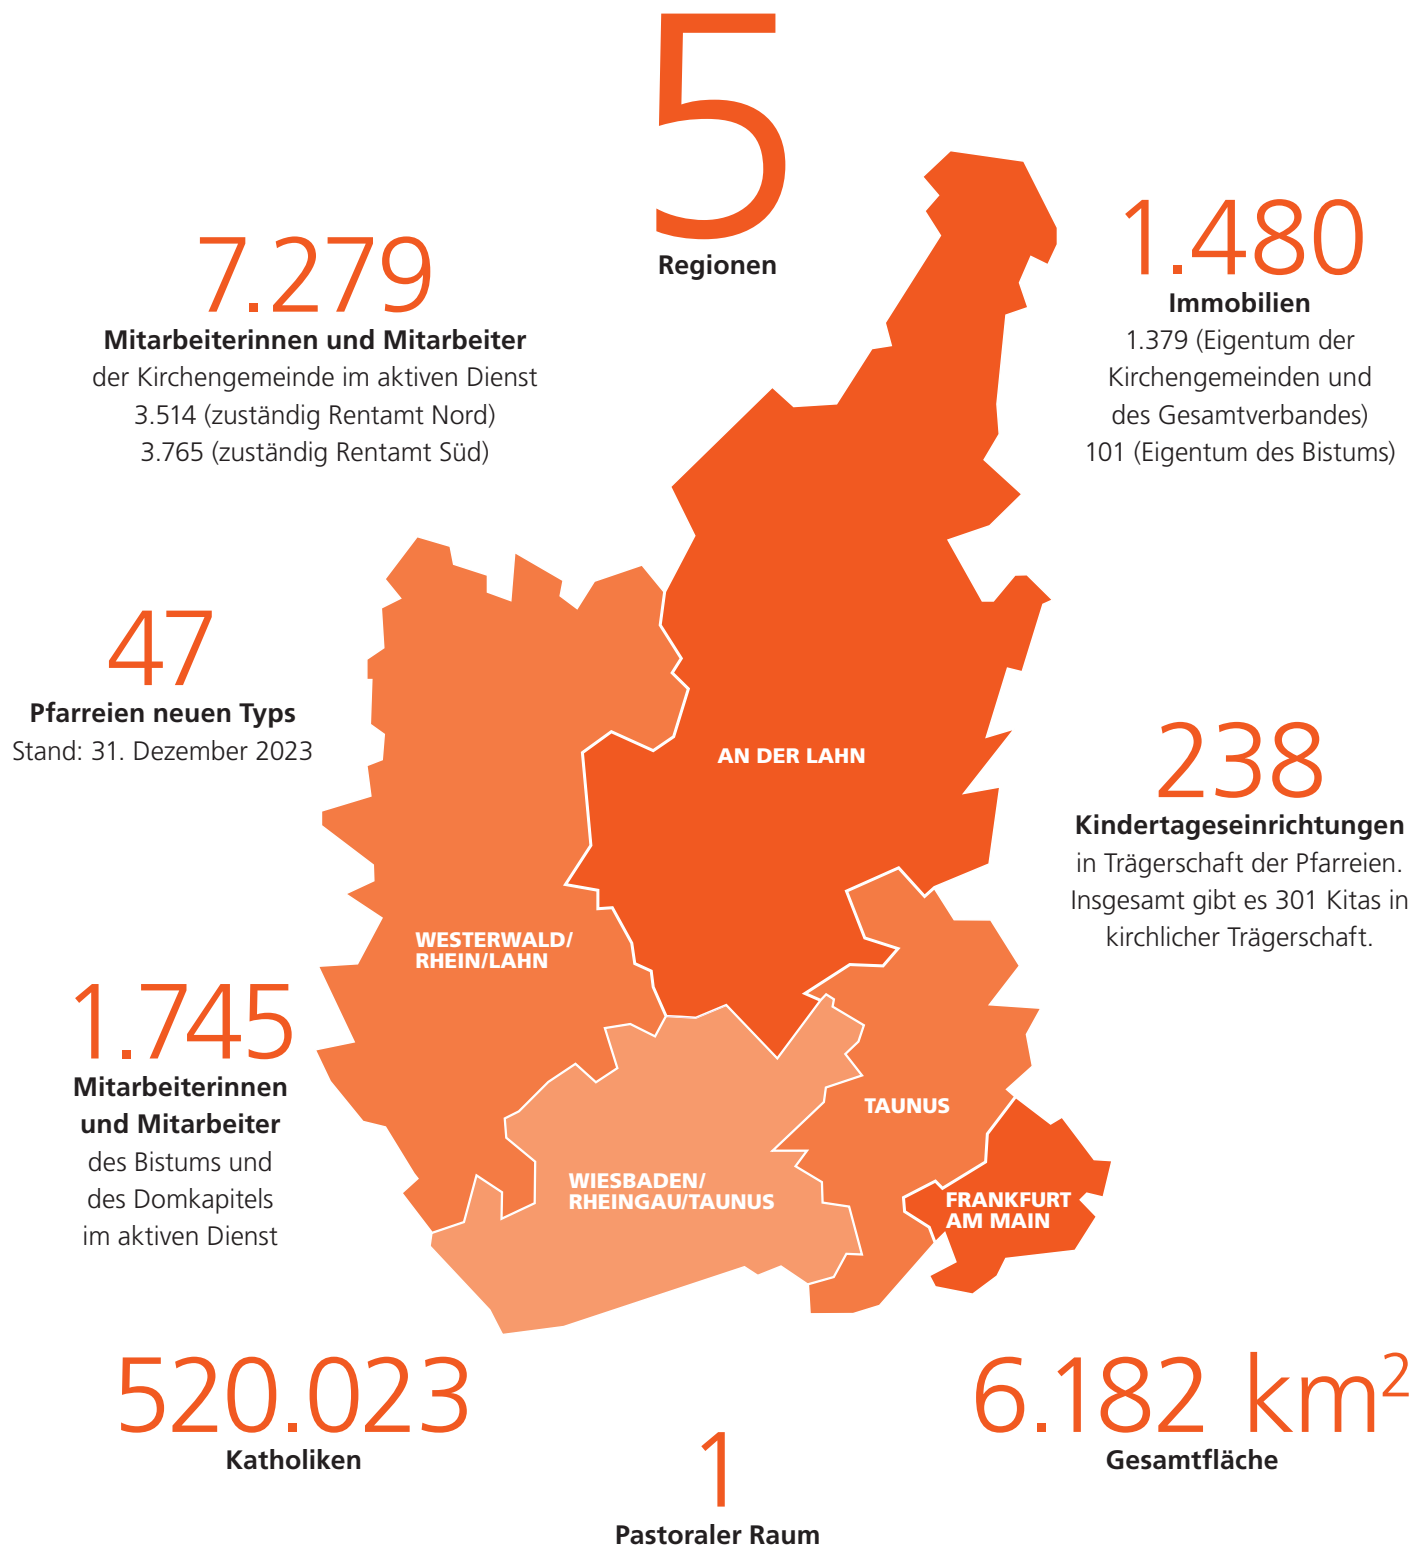 5
Regionen
7.279
Mitarbeiterinnen und Mitarbeiter
der Kirchengemeinde im aktiven Dienst
3.514 (zuständig Rentamt Nord)
3.765 (zuständig Rentamt Süd)
1.480
Immobilien
1.379 (Eigentum der
Kirchengemeinden und
des Gesamtverbandes)
101 (Eigentum des Bistums)
47
Pfarreien neuen Typs
Stand: 31. Dezember 2023
AN DER LAHN
238
Kindertageseinrichtungen
in Trägerschaft der Pfarreien.
Insgesamt gibt es 301 Kitas in
kirchlicher Trägerschaft.
WESTERWALD/
RHEIN/LAHN
1.745
Mitarbeiterinnen
und Mitarbeiter
des Bistums und
des Domkapitels
im aktiven Dienst
TAUNUS
WIESBADEN/
RHEINGAU/TAUNUS
FRANKFURT
AM MAIN
520.023
Katholiken
1
Pastoraler Raum
6.182 km²
Gesamtfläche